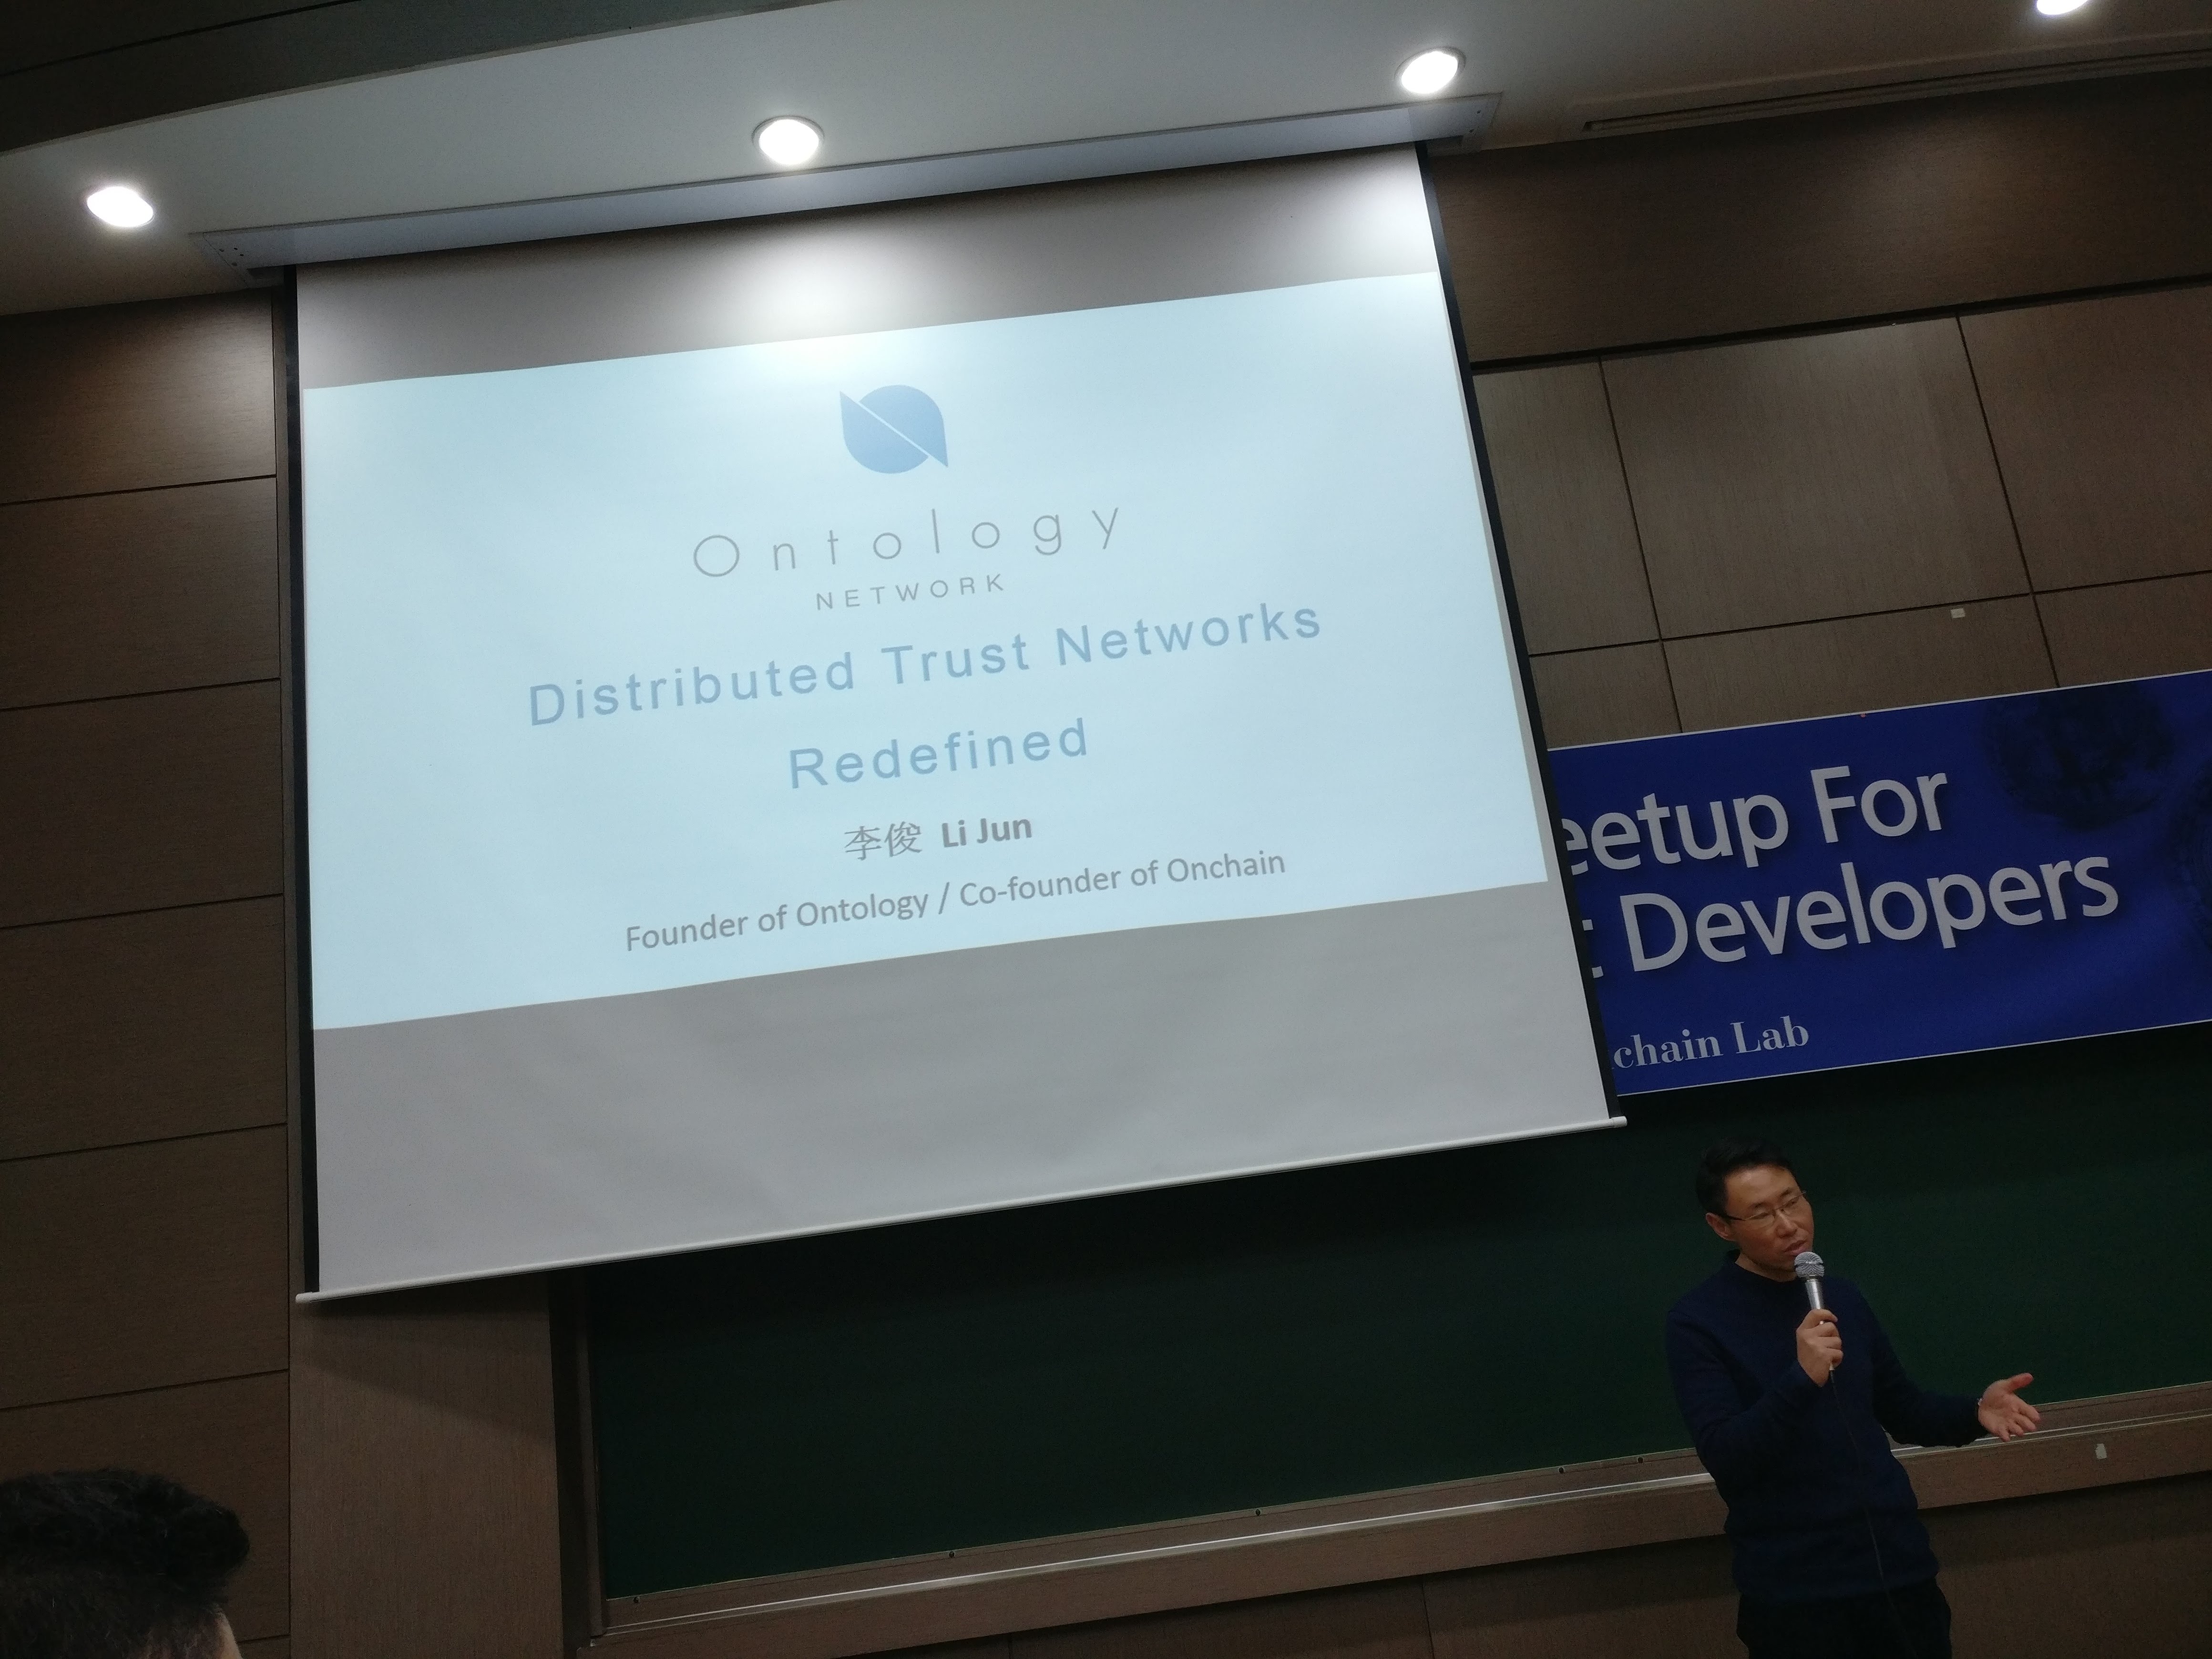 Ontology
NETWORK
Distributed Trust Networks
Redefined
李俊 Li Jun
Founder of Ontology / Co-founder of Onchain
eetup For
Developers
chain Lab